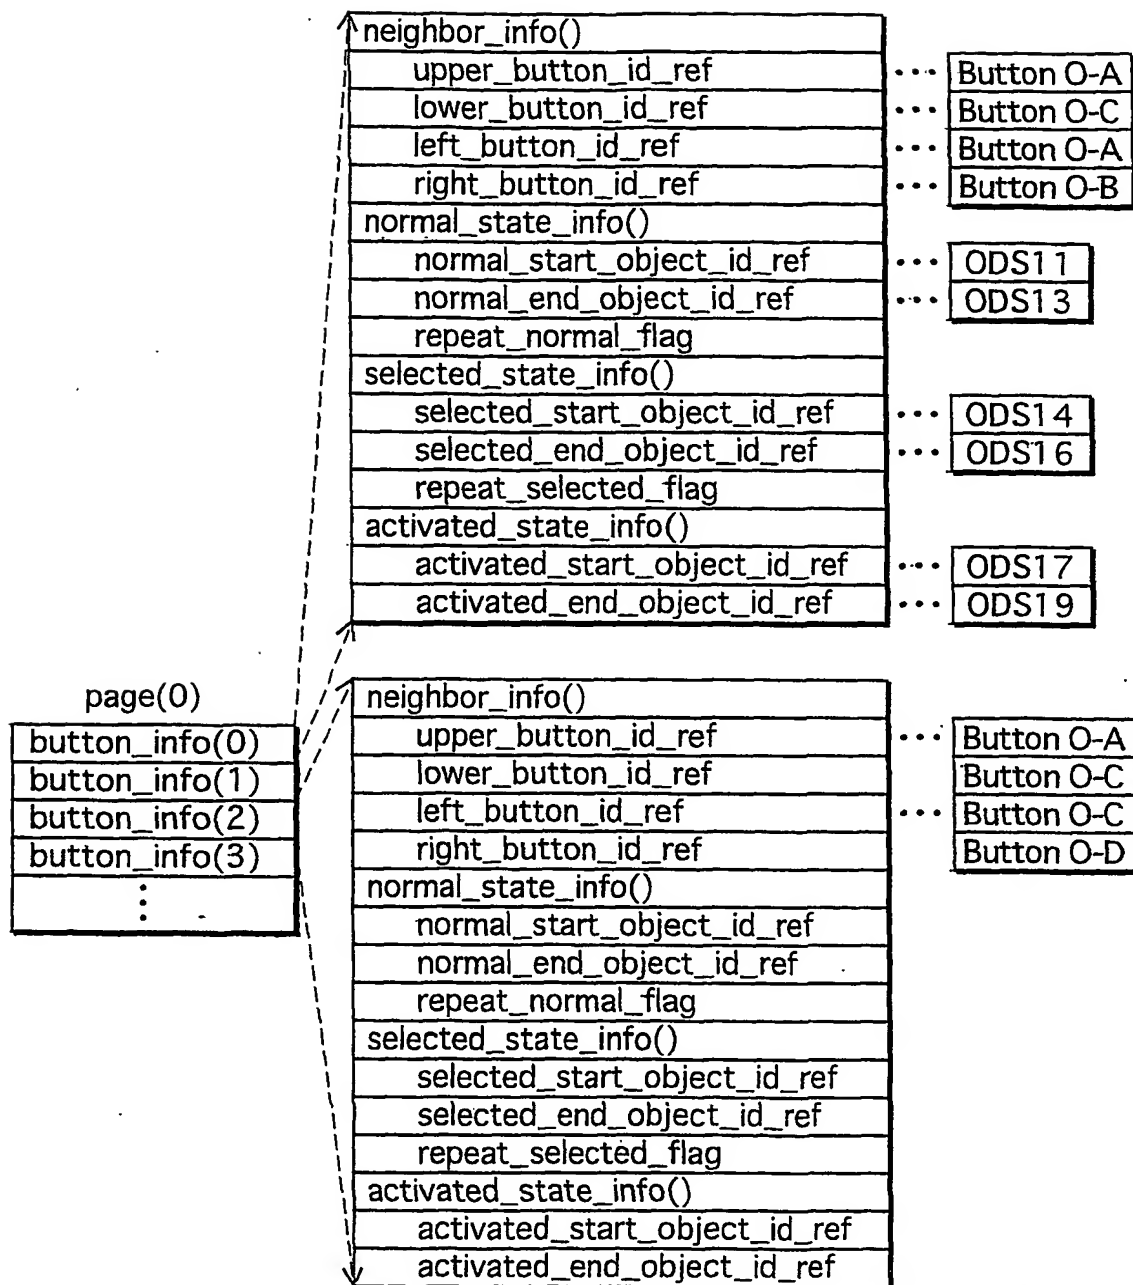 neighbor_info()
upper_button_id_ref ••• Button O-A
lower_button_id_ref ••• Button O-C
left_button_id_ref ••• Button O-A
right_button_id_ref ••• Button O-B
normal_state_info()
normal_start_object_id_ref ••• ODS11
normal_end_object_id_ref ••• ODS13
repeat_normal_flag
selected_state_info()
selected_start_object_id_ref ••• ODS14
selected_end_object_id_ref ••• ODS16
repeat_selected_flag
activated_state_info()
activated_start_object_id_ref ••• ODS17
activated_end_object_id_ref ••• ODS19
page(0)
button_info(0)
button_info(1)
button_info(2)
button_info(3)
⋮
neighbor_info()
upper_button_id_ref ••• Button O-A
lower_button_id_ref Button O-C
left_button_id_ref ••• Button O-C
right_button_id_ref Button O-D
normal_state_info()
normal_start_object_id_ref
normal_end_object_id_ref
repeat_normal_flag
selected_state_info()
selected_start_object_id_ref
selected_end_object_id_ref
repeat_selected_flag
activated_state_info()
activated_start_object_id_ref
activated_end_object_id_ref